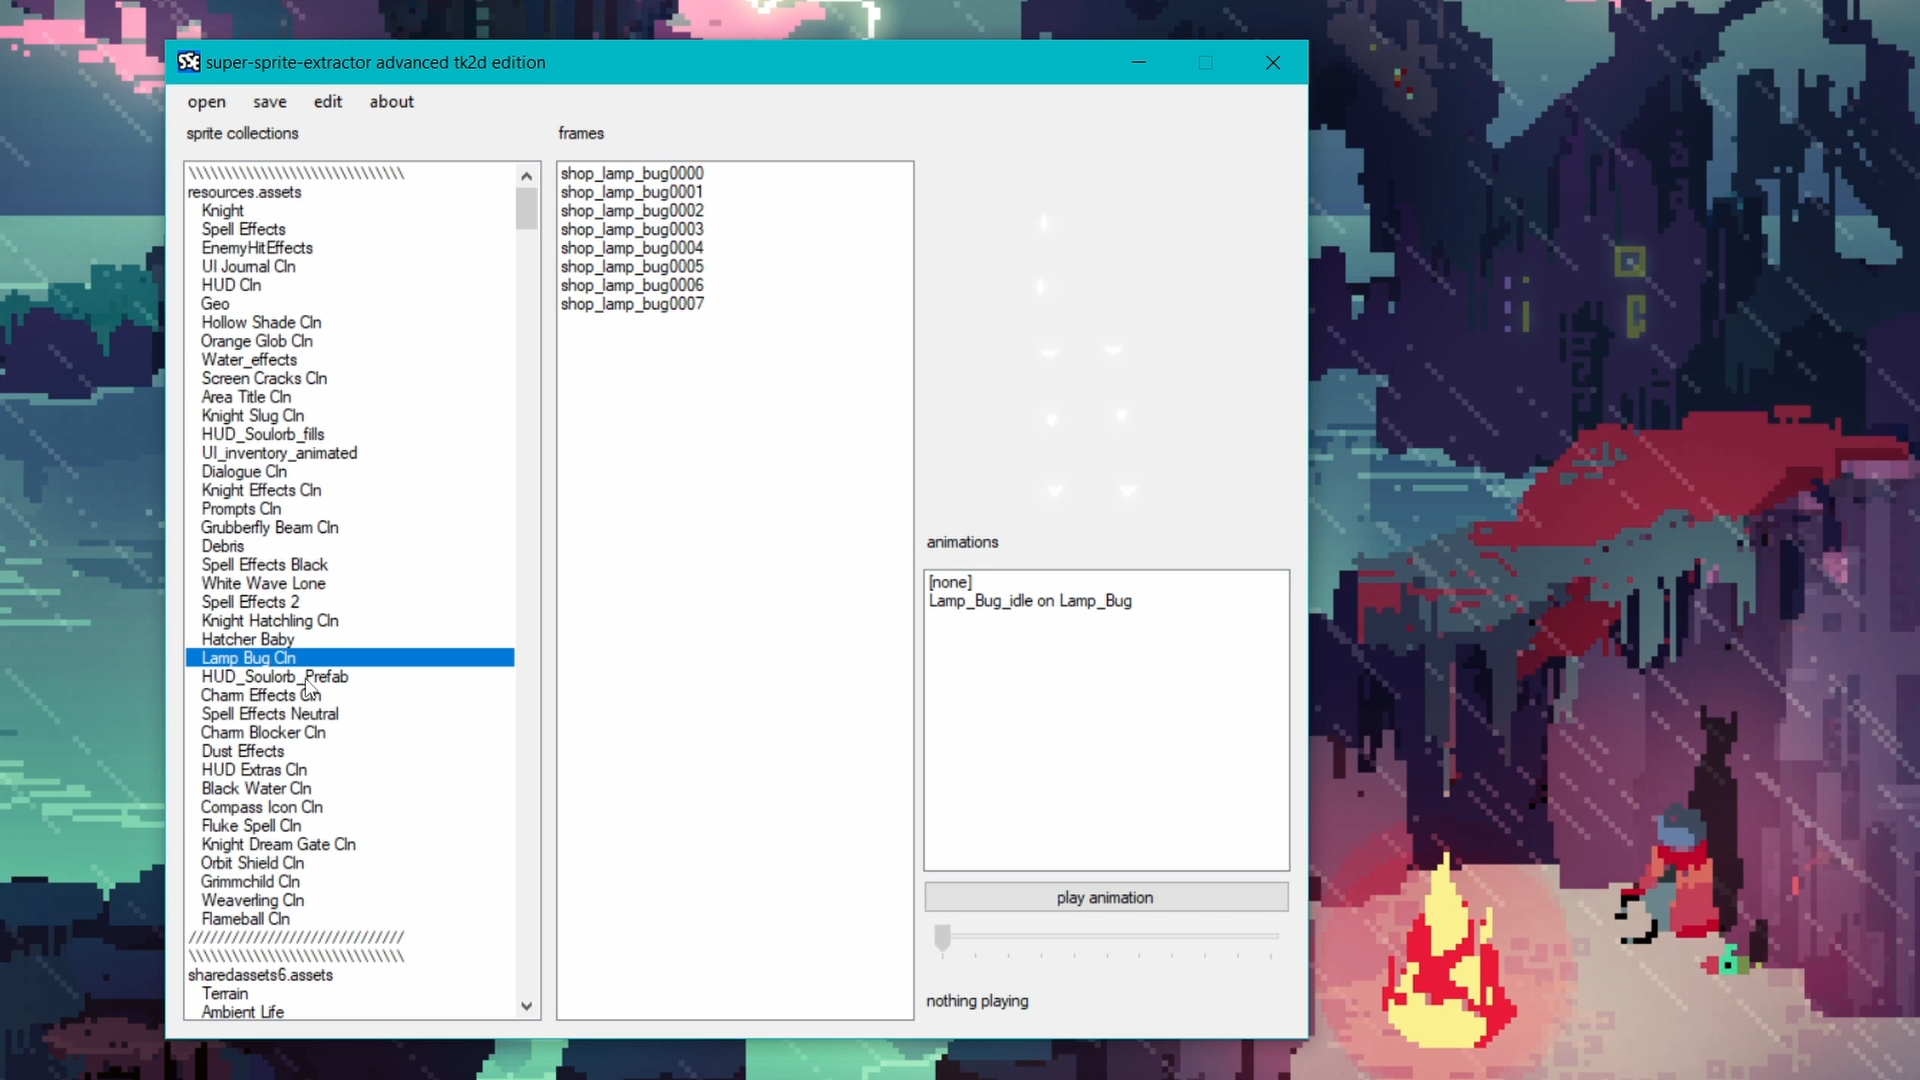 SSE super-sprite-extractor advanced tk2d edition
open save edit about
sprite collections
frames
\\\\\\\\\\\\\\\\\\\\\\\\\\\\\\
resources.assets
Knight
Spell Effects
EnemyHitEffects
UI Journal Cln
HUD Cln
Geo
Hollow Shade Cln
Orange Glob Cln
Water_effects
Screen Cracks Cln
Area Title Cln
Knight Slug Cln
HUD_Soulorb_fills
UI_inventory_animated
Dialogue Cln
Knight Effects Cln
Prompts Cln
Grubberfly Beam Cln
Debris
Spell Effects Black
White Wave Lone
Spell Effects 2
Knight Hatchling Cln
Hatcher Baby
Lamp Bug Cln
HUD_Soulorb_Prefab
Charm Effects Cln
Spell Effects Neutral
Charm Blocker Cln
Dust Effects
HUD Extras Cln
Black Water Cln
Compass Icon Cln
Fluke Spell Cln
Knight Dream Gate Cln
Orbit Shield Cln
Grimmchild Cln
Weaverling Cln
Flameball Cln
//////////////////////////////
\\\\\\\\\\\\\\\\\\\\\\\\\\\\\\
sharedassets6.assets
Terrain
Ambient Life
shop_lamp_bug0000
shop_lamp_bug0001
shop_lamp_bug0002
shop_lamp_bug0003
shop_lamp_bug0004
shop_lamp_bug0005
shop_lamp_bug0006
shop_lamp_bug0007
animations
[none]
Lamp_Bug_idle on Lamp_Bug
play animation
nothing playing